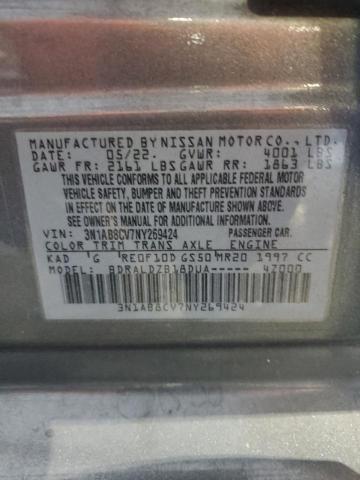 MANUFACTURED BY NISSAN MOTOR CO., LTD.
DATE: 05/22 GVWR: 4001 LBS
GAWR FR: 2161 LBS GAWR RR: 1863 LBS
THIS VEHICLE CONFORMS TO ALL APPLICABLE FEDERAL MOTOR
VEHICLE SAFETY, BUMPER AND THEFT PREVENTION STANDARDS
IN EFFECT ON THE DATE OF MANUFACTURE SHOWN ABOVE.
SEE OWNER'S MANUAL OR INFORMATION.
VIN: 3N1AB8CV7NY269424 PASSENGER CAR
COLOR TRIM TRANS AXLE ENGINE
KAD G RE0F10D GS50 MR20 1997 CC
MODEL: BDRALDZB18DUA----- 4Z000
3N1AB8CV7NY269424